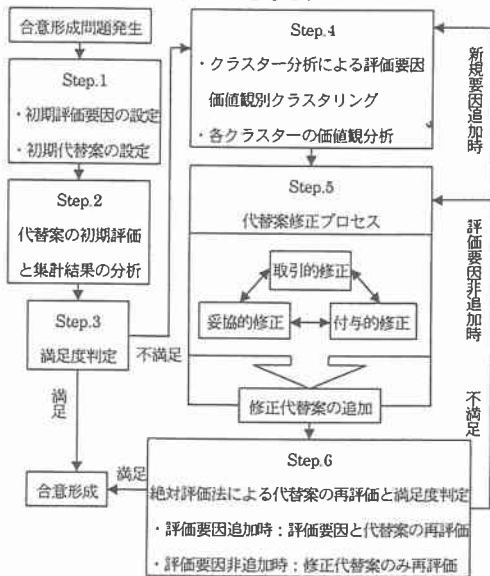 合意形成問題発生
Step.1
・初期評価要因の設定
・初期代替案の設定
Step.2
代替案の初期評価
と集計結果の分析
Step.3
満足度判定
不満足
満足
合意形成
Step.4
・クラスター分析による評価要因
価値観別クラスタリング
・各クラスターの価値観分析
Step.5
代替案修正プロセス
取引的修正
妥協的修正
付与的修正
修正代替案の追加
Step.6
絶対評価法による代替案の再評価と満足度判定
・評価要因追加時：評価要因と代替案の再評価
・評価要因非追加時：修正代替案のみ再評価
満足
新規要因追加時
評価要因非追加時
不満足